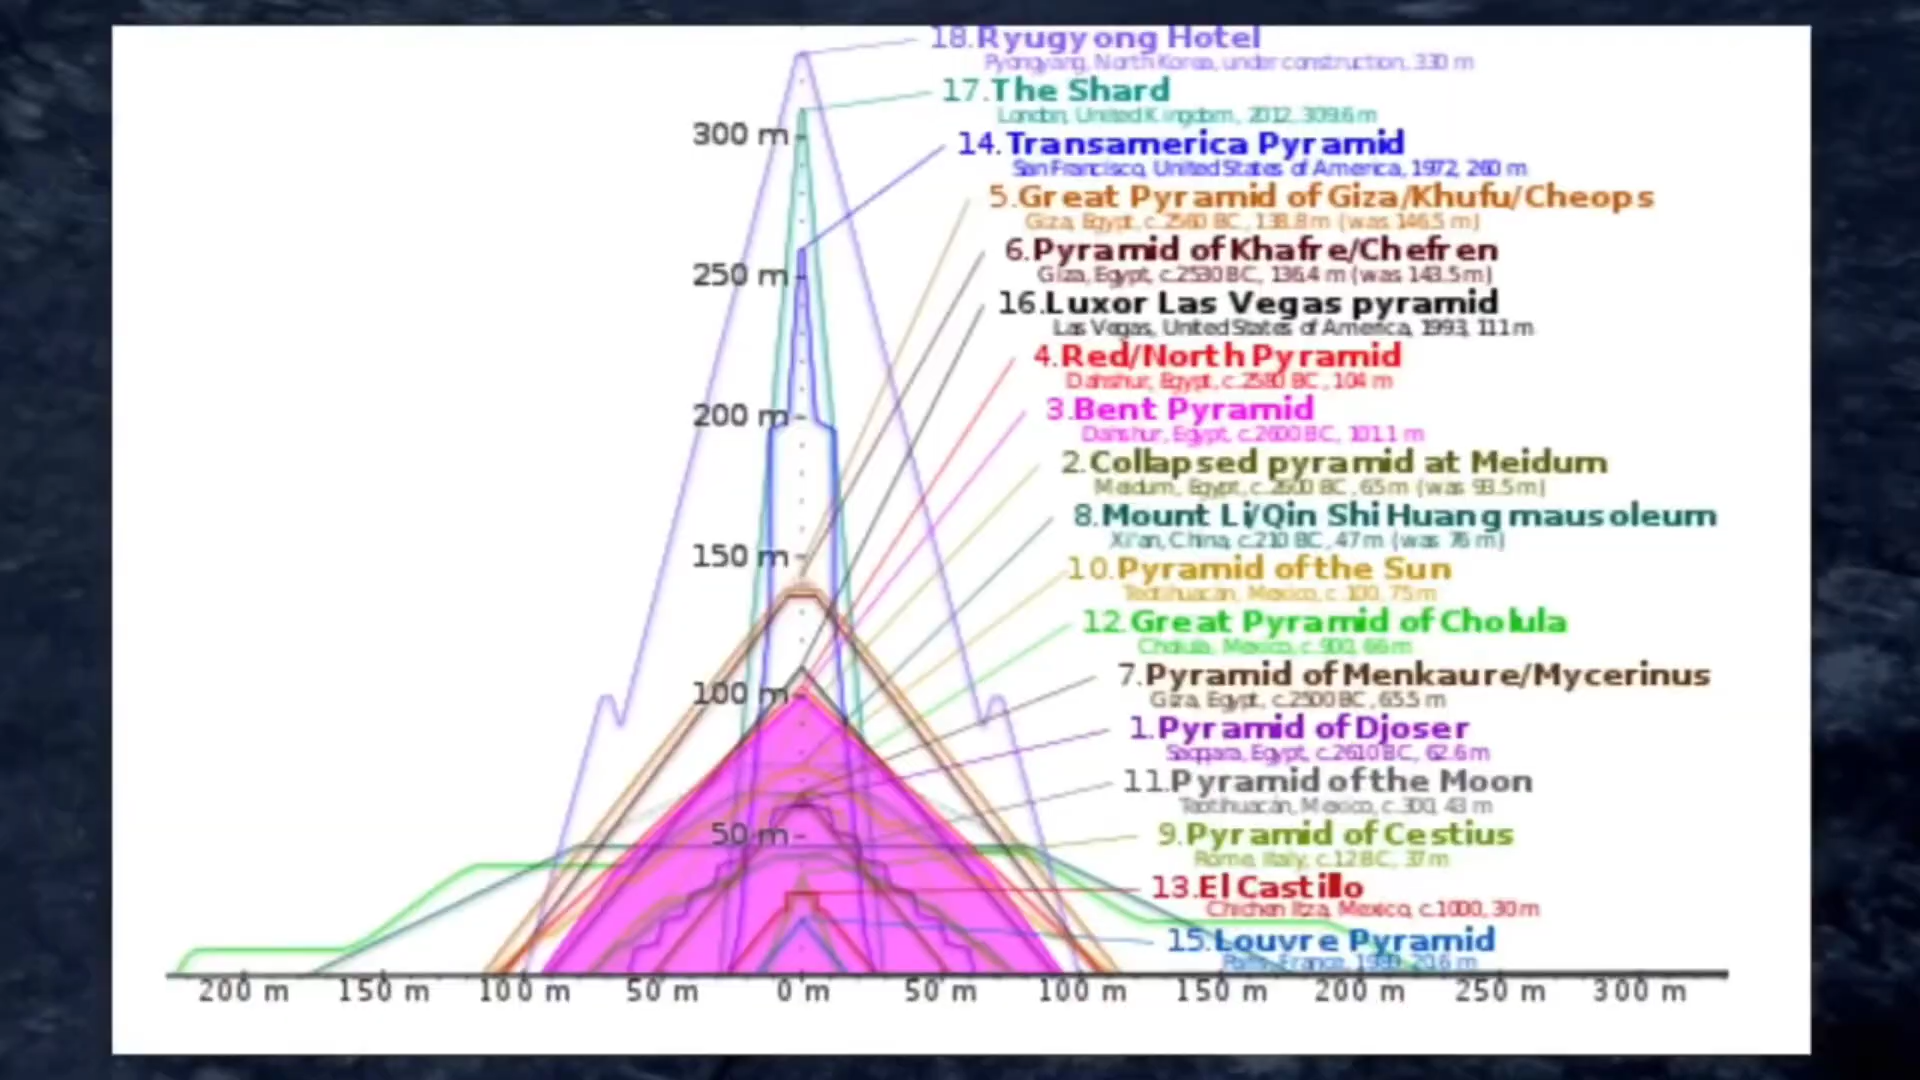 18.Ryugyong Hotel
Pyongyang, North Korea, under construction, 330 m
17.The Shard
London, United Kingdom, 2012, 309.6 m
14.Transamerica Pyramid
San Francisco, United States of America, 1972, 260 m
5.Great Pyramid of Giza/Khufu/Cheops
Giza, Egypt, c.2560 BC, 138.8 m (was 146.5 m)
6.Pyramid of Khafre/Chefren
Giza, Egypt, c.2530 BC, 136.4 m (was 143.5 m)
16.Luxor Las Vegas pyramid
Las Vegas, United States of America, 1993, 111 m
4.Red/North Pyramid
Dahshur, Egypt, c.2580 BC, 104 m
3.Bent Pyramid
Dahshur, Egypt, c.2600 BC, 101.1 m
2.Collapsed pyramid at Meidum
Meidum, Egypt, c.2600 BC, 65 m (was 93.5 m)
8.Mount Li/Qin Shi Huang mausoleum
Xi'an, China, c.210 BC, 47 m (was 76 m)
10.Pyramid of the Sun
Teotihuacán, Mexico, c.100, 75 m
12.Great Pyramid of Cholula
Cholula, Mexico, c.900, 66 m
7.Pyramid of Menkaure/Mycerinus
Giza, Egypt, c.2500 BC, 65.5 m
1.Pyramid of Djoser
Saqqara, Egypt, c.2610 BC, 62.6 m
11.Pyramid of the Moon
Teotihuacán, Mexico, c.300, 43 m
9.Pyramid of Cestius
Rome, Italy, c.12 BC, 37 m
13.El Castillo
Chichen Itza, Mexico, c.1000, 30 m
15.Louvre Pyramid
Paris, France, 1989, 20.6 m
300 m
250 m
200 m
150 m
100 m
50 m
200 m 150 m 100 m 50 m 0 m 50 m 100 m 150 m 200 m 250 m 300 m